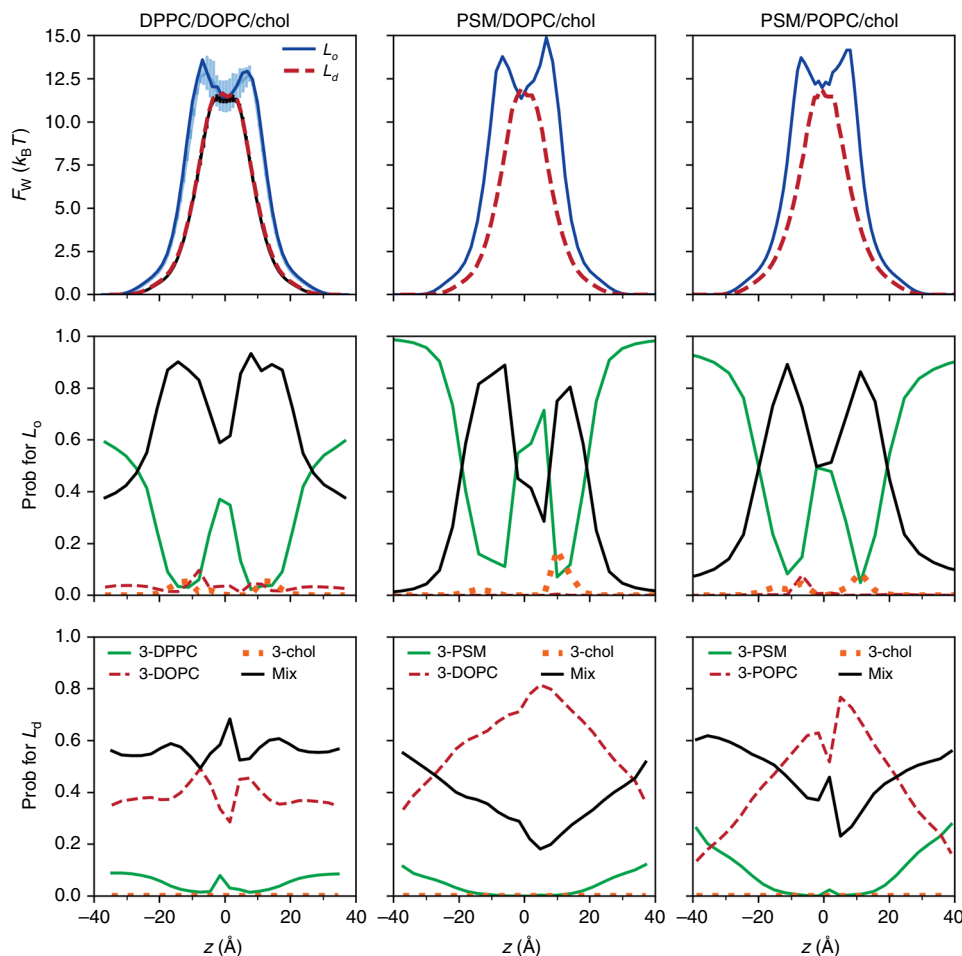 DPPC/DOPC/chol PSM/DOPC/chol PSM/POPC/chol
15.0
12.5
10.0
7.5
5.0
2.5
0.0
F_W (k_B T)
L_o
L_d
1.0
0.8
0.6
0.4
0.2
0.0
Prob for L_o
1.0
0.8
0.6
0.4
0.2
0.0
Prob for L_d
3-DPPC 3-chol
3-DOPC Mix
3-PSM 3-chol
3-DOPC Mix
3-PSM 3-chol
3-POPC Mix
−40 −20 0 20 40 −20 0 20 40 −20 0 20 40
z (Å) z (Å) z (Å)